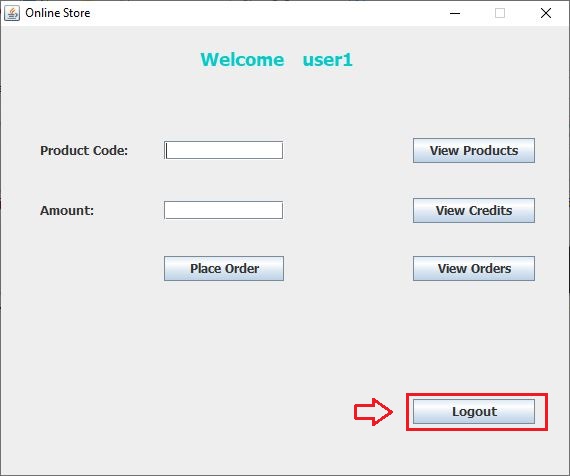 Online Store
Welcome user1
Product Code:
View Products
Amount:
View Credits
Place Order
View Orders
Logout